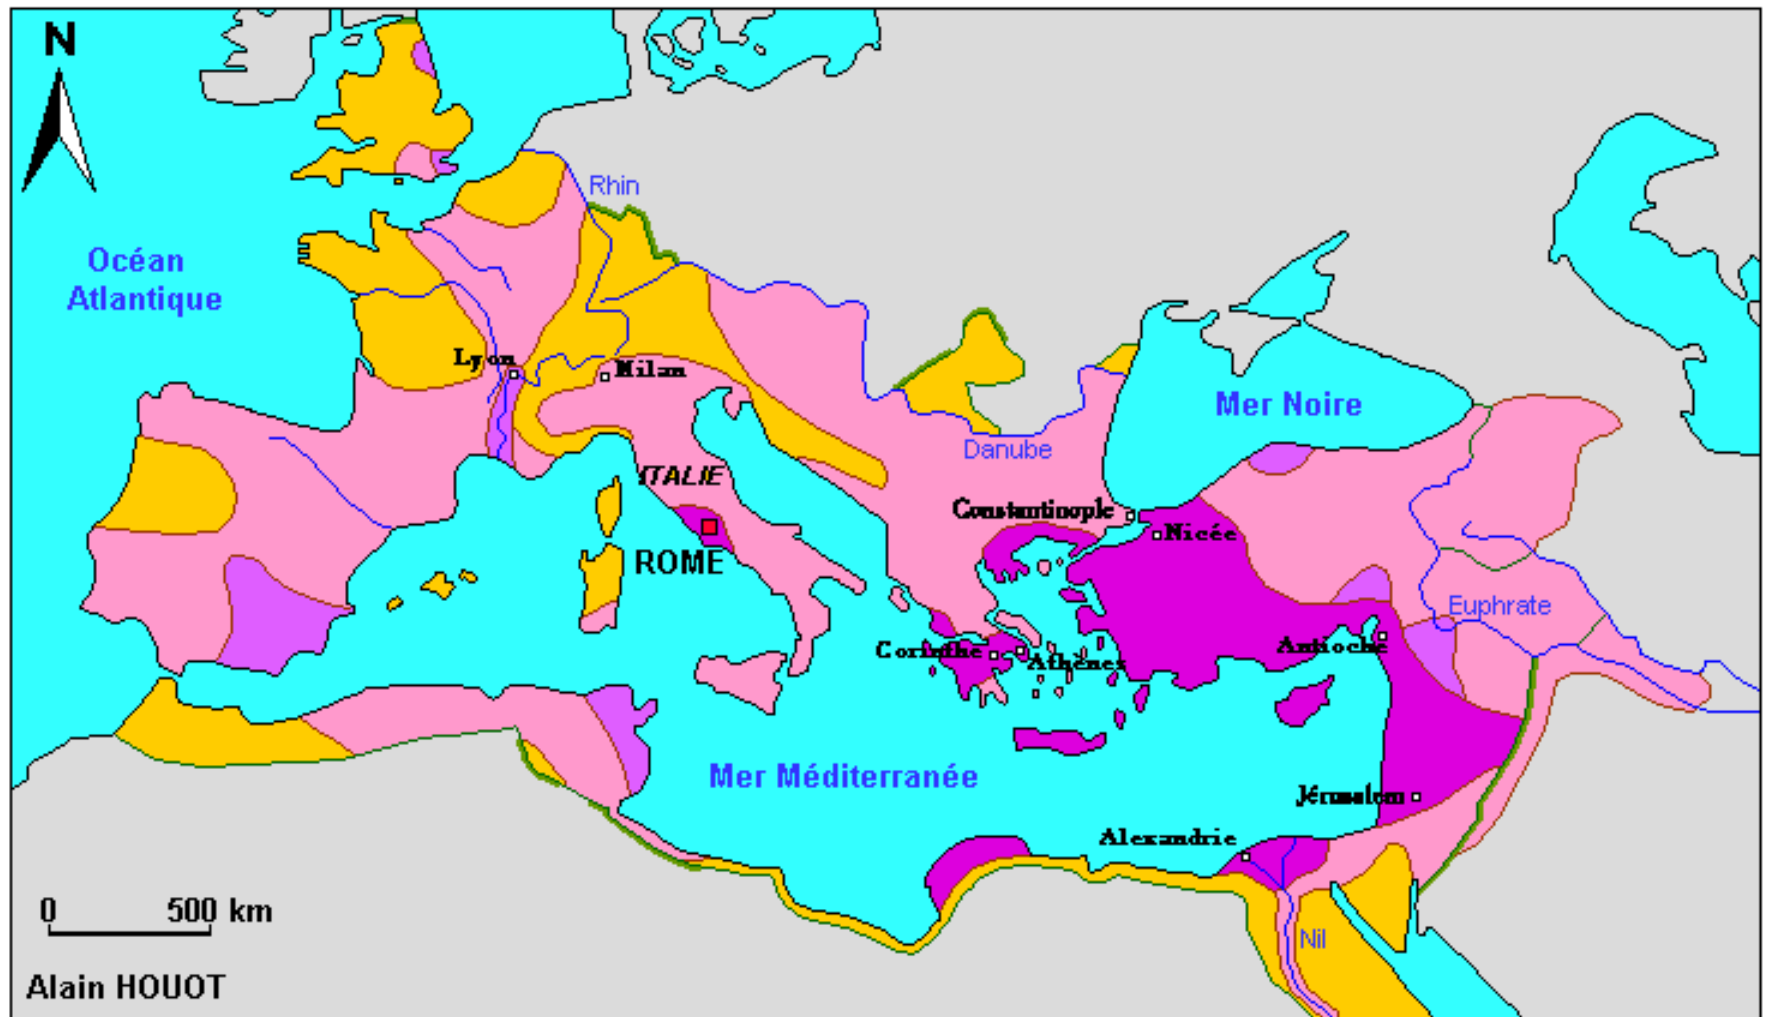 N
Rhin
Océan
Atlantique
Lyon
Milan
Mer Noire
Danube
ITALIE
Constantinople
Nicée
ROME
Euphrate
Corinthe
Athènes
Antioche
Mer Méditerranée
Jérusalem
Alexandrie
0 500 km
Nil
Alain HOUOT